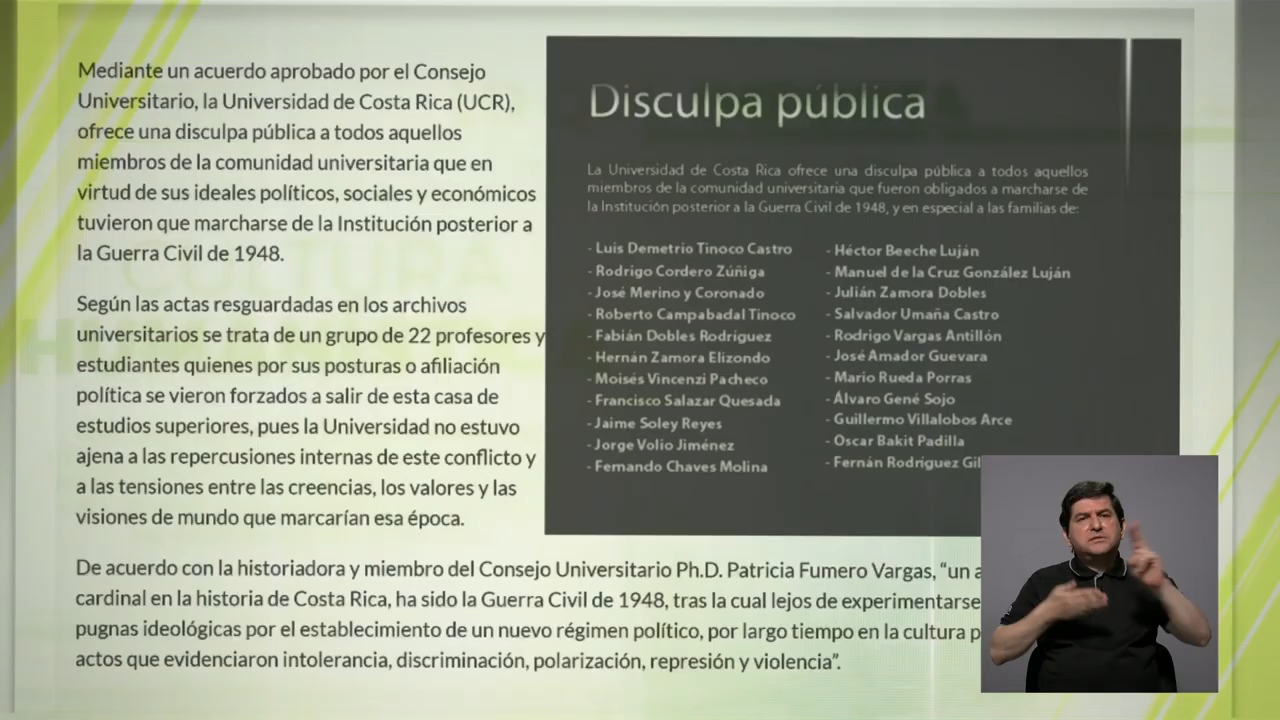 Mediante un acuerdo aprobado por el Consejo
Universitario, la Universidad de Costa Rica (UCR),
ofrece una disculpa pública a todos aquellos
miembros de la comunidad universitaria que en
virtud de sus ideales políticos, sociales y económicos
tuvieron que marcharse de la Institución posterior a
la Guerra Civil de 1948.
Según las actas resguardadas en los archivos
universitarios se trata de un grupo de 22 profesores y
estudiantes quienes por sus posturas o afiliación
política se vieron forzados a salir de esta casa de
estudios superiores, pues la Universidad no estuvo
ajena a las repercusiones internas de este conflicto y
a las tensiones entre las creencias, los valores y las
visiones de mundo que marcarían esa época.
Disculpa pública
La Universidad de Costa Rica ofrece una disculpa pública a todos aquellos
miembros de la comunidad universitaria que fueron obligados a marcharse de
la Institución posterior a la Guerra Civil de 1948, y en especial a las familias de:
- Luis Demetrio Tinoco Castro
- Rodrigo Cordero Zúñiga
- José Merino y Coronado
- Roberto Campabadal Tinoco
- Fabián Dobles Rodríguez
- Hernán Zamora Elizondo
- Moisés Vincenzi Pacheco
- Francisco Salazar Quesada
- Jaime Soley Reyes
- Jorge Volio Jiménez
- Fernando Chaves Molina
- Héctor Beeche Luján
- Manuel de la Cruz González Luján
- Julián Zamora Dobles
- Salvador Umaña Castro
- Rodrigo Vargas Antillón
- José Amador Guevara
- Mario Rueda Porras
- Álvaro Gené Sojo
- Guillermo Villalobos Arce
- Oscar Bakit Padilla
- Fernán Rodríguez Gil
De acuerdo con la historiadora y miembro del Consejo Universitario Ph.D. Patricia Fumero Vargas, “un a
cardinal en la historia de Costa Rica, ha sido la Guerra Civil de 1948, tras la cual lejos de experimentarse
pugnas ideológicas por el establecimiento de un nuevo régimen político, por largo tiempo en la cultura p
actos que evidenciaron intolerancia, discriminación, polarización, represión y violencia”.
CULTURA